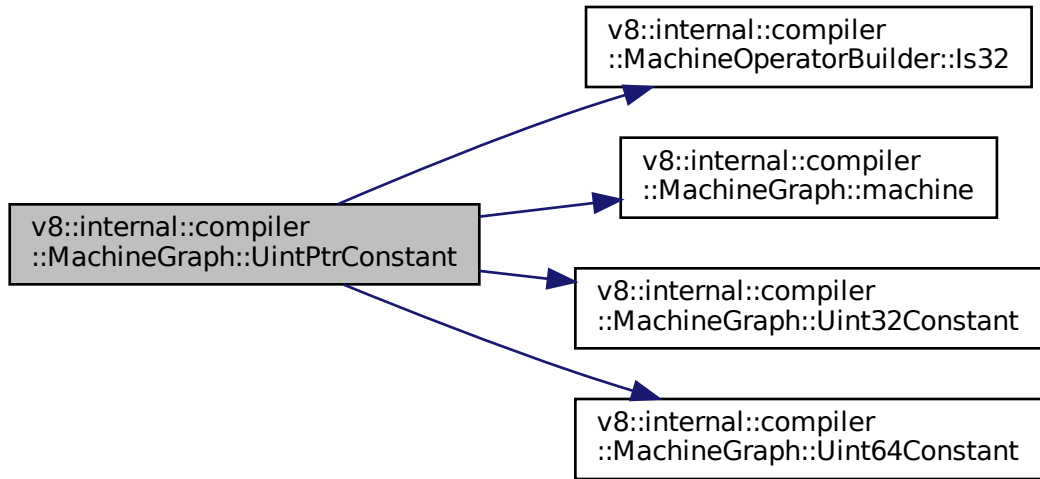 v8::internal::compiler
::MachineOperatorBuilder::Is32
v8::internal::compiler
::MachineGraph::machine
v8::internal::compiler
::MachineGraph::UintPtrConstant
v8::internal::compiler
::MachineGraph::Uint32Constant
v8::internal::compiler
::MachineGraph::Uint64Constant